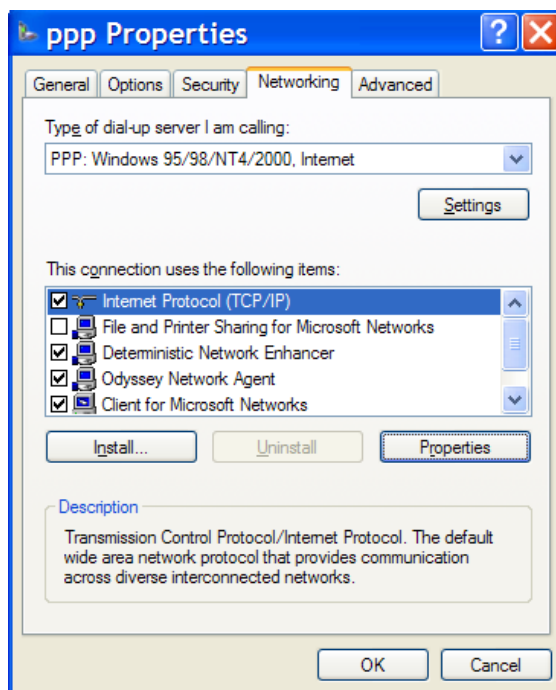 ppp Properties
General Options Security Networking Advanced
Type of dial-up server I am calling:
PPP: Windows 95/98/NT4/2000, Internet
Settings
This connection uses the following items:
Internet Protocol (TCP/IP)
File and Printer Sharing for Microsoft Networks
Deterministic Network Enhancer
Odyssey Network Agent
Client for Microsoft Networks
Install... Uninstall Properties
Description
Transmission Control Protocol/Internet Protocol. The default
wide area network protocol that provides communication
across diverse interconnected networks.
OK Cancel